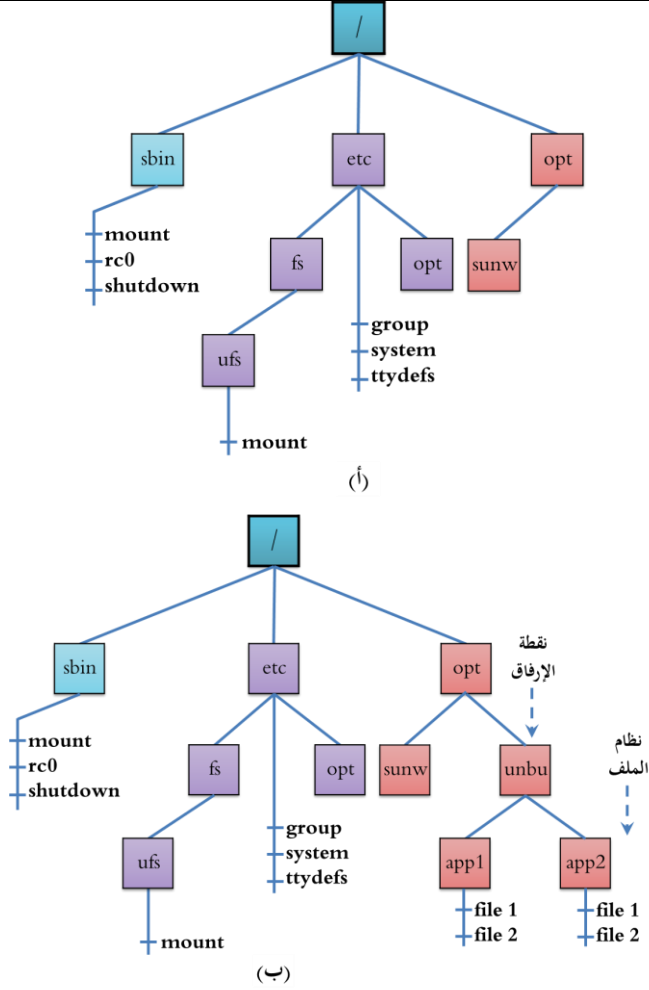 /
sbin
etc
opt
mount
rc0
shutdown
fs
opt
sunw
group
system
ttydefs
ufs
mount
(أ)
/
نقطة
الإرفاق
sbin
etc
opt
نظام
الملف
mount
rc0
shutdown
fs
opt
sunw
unbu
group
system
ttydefs
ufs
app1
app2
file 1
file 2
file 1
file 2
mount
(ب)